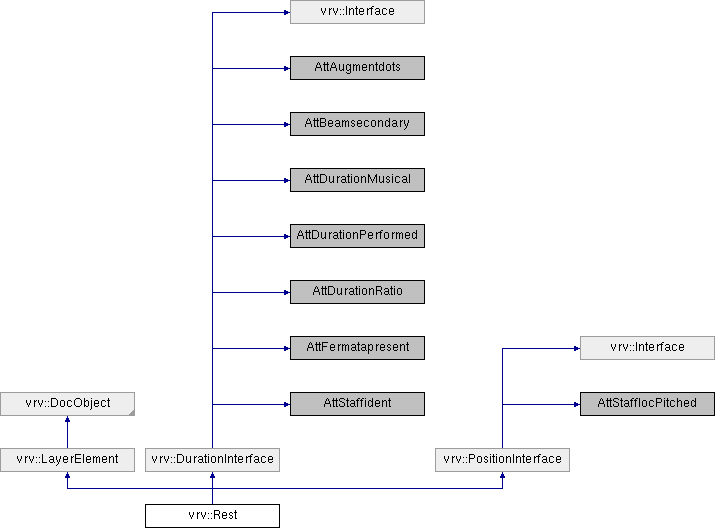 vrv::Interface
AttAugmentdots
AttBeamsecondary
AttDurationMusical
AttDurationPerformed
AttDurationRatio
AttFermatapresent
vrv::Interface
vrv::DocObject
AttStaffident
AttStafflocPitched
vrv::LayerElement
vrv::DurationInterface
vrv::PositionInterface
vrv::Rest